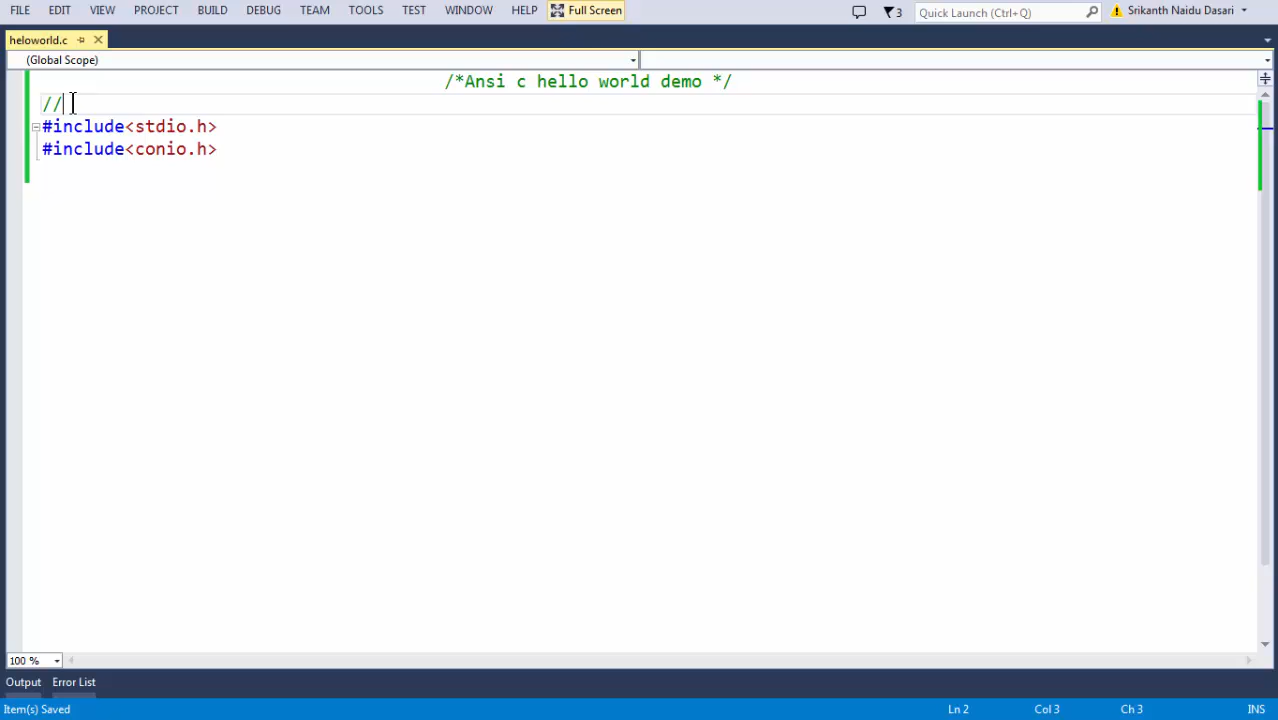 FILE EDIT VIEW PROJECT BUILD DEBUG TEAM TOOLS TEST WINDOW HELP Full Screen 3 Quick Launch (Ctrl+Q) Srikanth Naidu Dasari
heloworld.c
(Global Scope)
/*Ansi c hello world demo */
//
#include<stdio.h>
#include<conio.h>
100 %
Output Error List
Item(s) Saved Ln 2 Col 3 Ch 3 INS